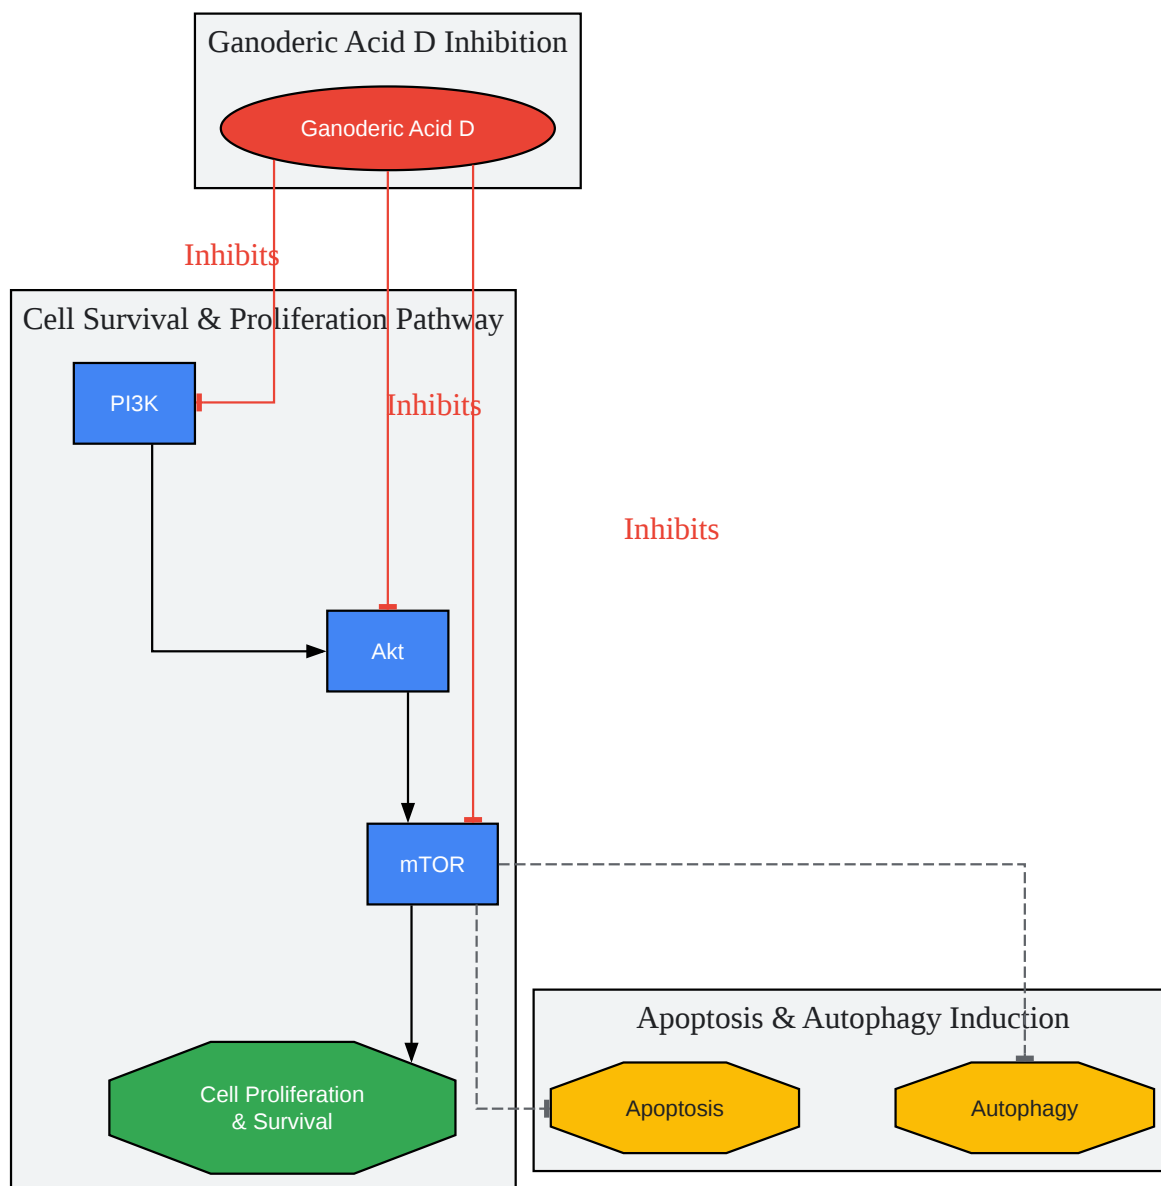 Ganoderic Acid D Inhibition
Ganoderic Acid D
Inhibits
Cell Survival & Proliferation Pathway
PI3K
Inhibits
Inhibits
Akt
mTOR
Apoptosis & Autophagy Induction
Cell Proliferation
& Survival
Apoptosis
Autophagy